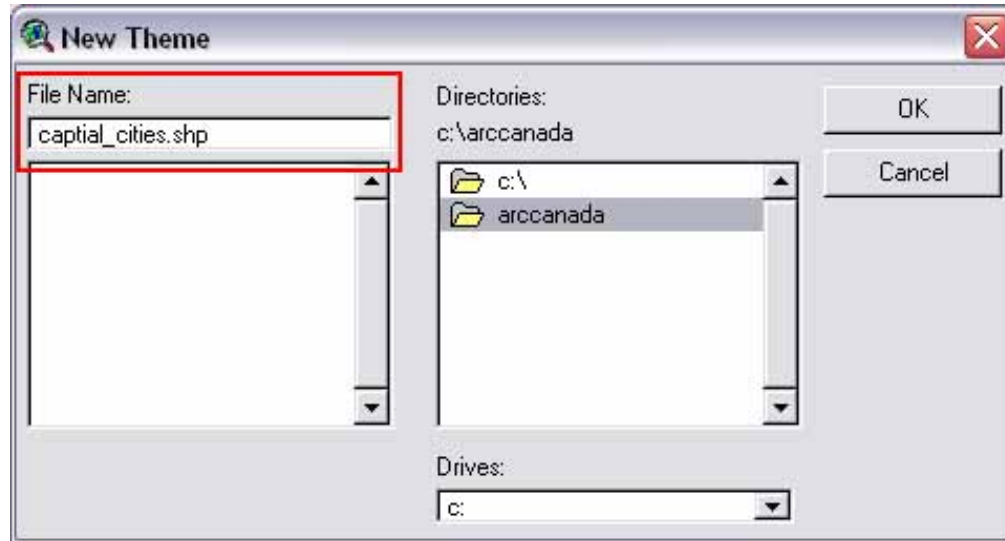 New Theme
File Name:
captial_cities.shp
Directories:
c:\arccanada
c:\
arccanada
OK
Cancel
Drives:
c: